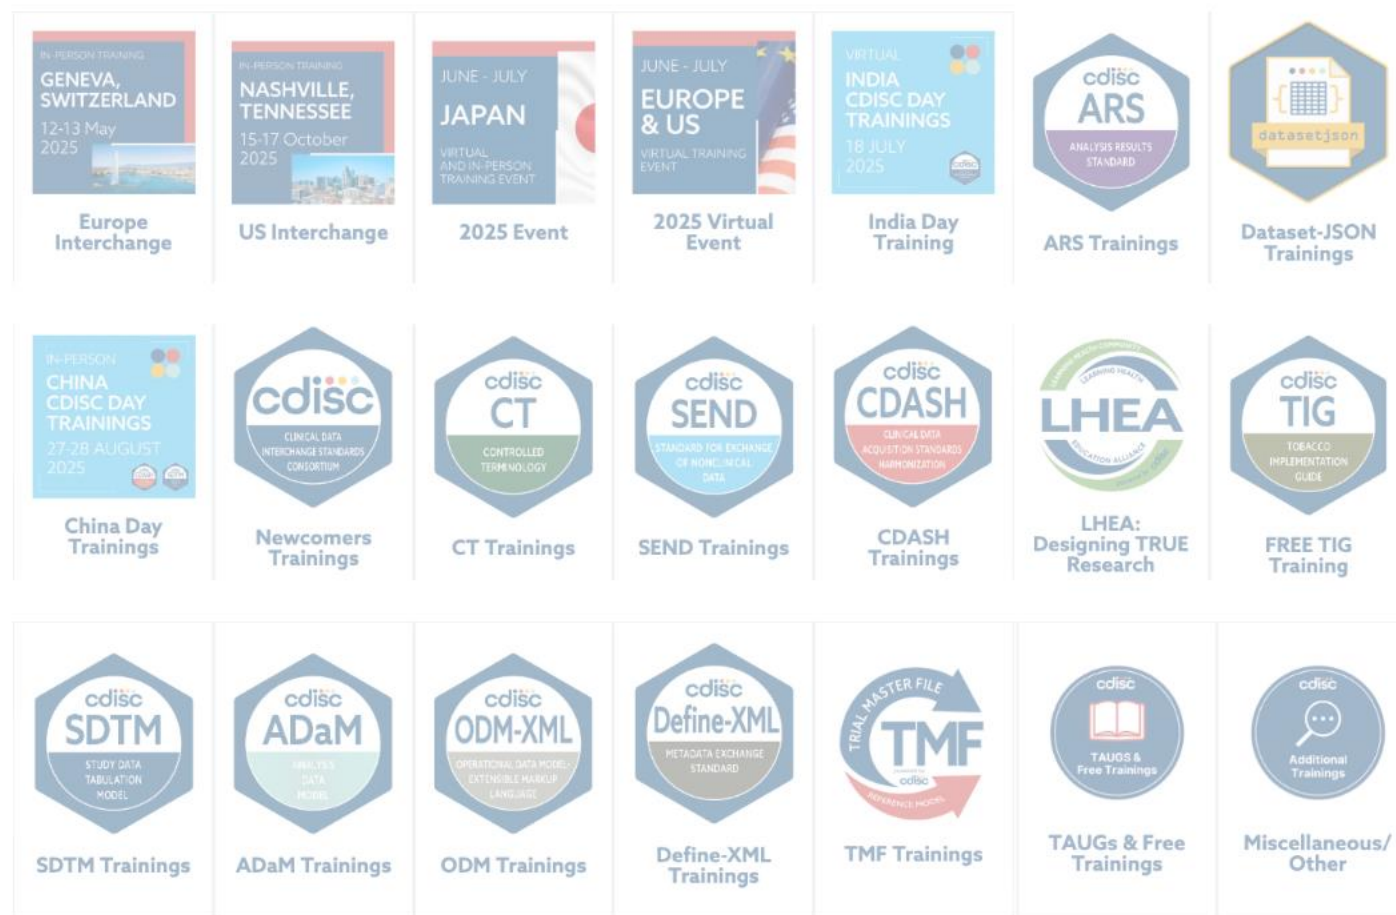 IN-PERSON TRAINING
GENEVA,
SWITZERLAND
12-13 May
2025
Europe
Interchange
IN-PERSON TRAINING
NASHVILLE,
TENNESSEE
15-17 October
2025
US Interchange
JUNE - JULY
JAPAN
VIRTUAL
AND IN-PERSON
TRAINING EVENT
2025 Event
JUNE - JULY
EUROPE
& US
VIRTUAL TRAINING
EVENT
2025 Virtual
Event
VIRTUAL
INDIA
CDISC DAY
TRAININGS
18 JULY
2025
India Day
Training
cdisc
ARS
ANALYSIS RESULTS
STANDARD
ARS Trainings
datasetjson
Dataset-JSON
Trainings
IN-PERSON
CHINA
CDISC DAY
TRAININGS
27-28 AUGUST
2025
China Day
Trainings
cdisc
CLINICAL DATA
INTERCHANGE STANDARDS
CONSORTIUM
Newcomers
Trainings
cdisc
CT
CONTROLLED
TERMINOLOGY
CT Trainings
cdisc
SEND
STANDARD FOR EXCHANGE
OF NONCLINICAL
DATA
SEND Trainings
cdisc
CDASH
CLINICAL DATA
ACQUISITION STANDARDS
HARMONIZATION
CDASH
Trainings
LEARNING HEALTH COMMUNITY
LEARNING HEALTH
LHEA
EDUCATION ALLIANCE
LHEA:
Designing TRUE
Research
cdisc
TIG
TOBACCO
IMPLEMENTATION
GUIDE
FREE TIG
Training
cdisc
SDTM
STUDY DATA
TABULATION
MODEL
SDTM Trainings
cdisc
ADaM
ANALYSIS
DATA
MODEL
ADaM Trainings
cdisc
ODM-XML
OPERATIONAL DATA MODEL-
EXTENSIBLE MARKUP
LANGUAGE
ODM Trainings
cdisc
Define-XML
METADATA EXCHANGE
STANDARD
Define-XML
Trainings
TRIAL MASTER FILE
TMF
powered by
cdisc
REFERENCE MODEL
TMF Trainings
cdisc
TAUGS &
Free Trainings
TAUGs & Free
Trainings
cdisc
Additional
Trainings
Miscellaneous/
Other